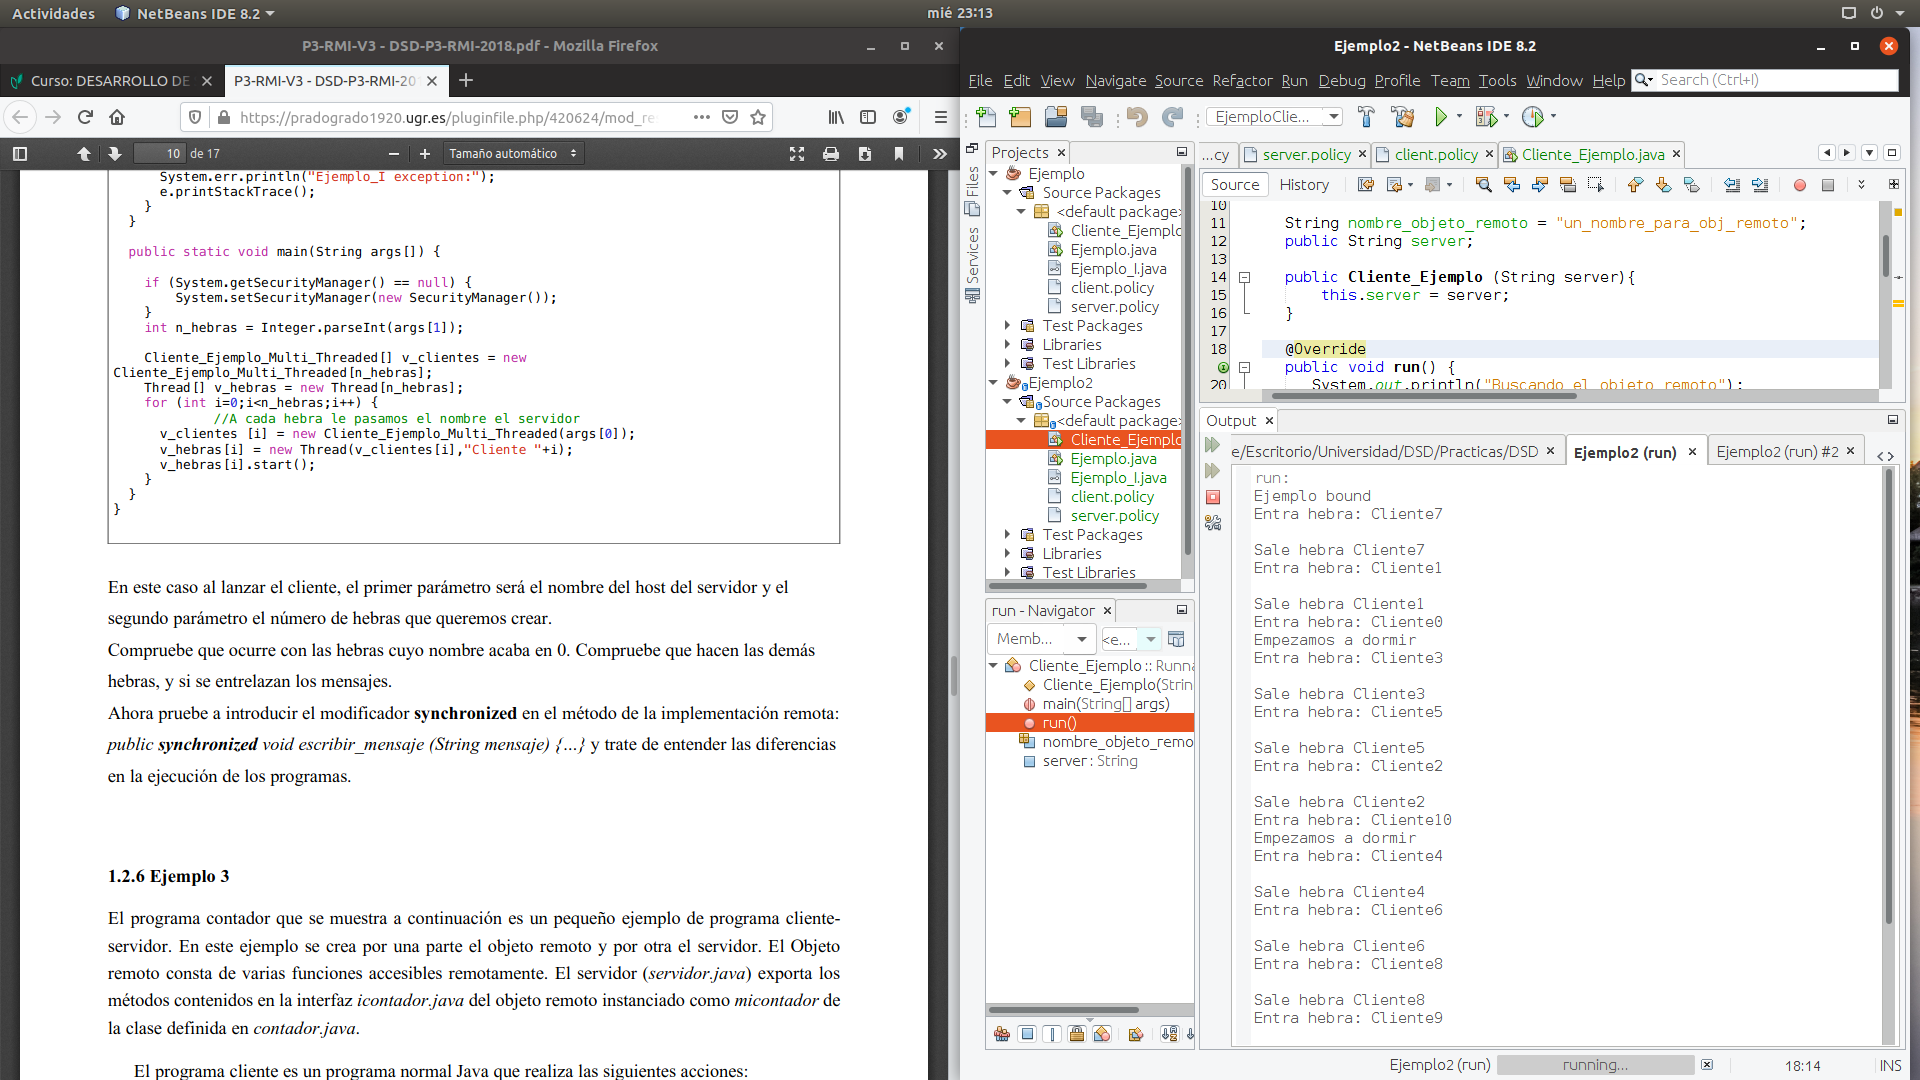 Actividades
NetBeans IDE 8.2
mié 23:13
P3-RMI-V3 - DSD-P3-RMI-2018.pdf - Mozilla Firefox
Curso: DESARROLLO DE
P3-RMI-V3 - DSD-P3-RMI-20
https://pradogrado1920.ugr.es/pluginfile.php/420624/mod_re
10 de 17
Tamaño automático
System.err.println("Ejemplo_I exception:");
e.printStackTrace();
}
}
public static void main(String args[]) {
if (System.getSecurityManager() == null) {
System.setSecurityManager(new SecurityManager());
}
int n_hebras = Integer.parseInt(args[1]);
Cliente_Ejemplo_Multi_Threaded[] v_clientes = new
Cliente_Ejemplo_Multi_Threaded[n_hebras];
Thread[] v_hebras = new Thread[n_hebras];
for (int i=0;i<n_hebras;i++) {
//A cada hebra le pasamos el nombre el servidor
v_clientes [i] = new Cliente_Ejemplo_Multi_Threaded(args[0]);
v_hebras[i] = new Thread(v_clientes[i],"Cliente "+i);
v_hebras[i].start();
}
}
}
En este caso al lanzar el cliente, el primer parámetro será el nombre del host del servidor y el
segundo parámetro el número de hebras que queremos crear.
Compruebe que ocurre con las hebras cuyo nombre acaba en 0. Compruebe que hacen las demás
hebras, y si se entrelazan los mensajes.
Ahora pruebe a introducir el modificador synchronized en el método de la implementación remota:
public synchronized void escribir_mensaje (String mensaje) {...} y trate de entender las diferencias
en la ejecución de los programas.
1.2.6 Ejemplo 3
El programa contador que se muestra a continuación es un pequeño ejemplo de programa cliente-
servidor. En este ejemplo se crea por una parte el objeto remoto y por otra el servidor. El Objeto
remoto consta de varias funciones accesibles remotamente. El servidor (servidor.java) exporta los
métodos contenidos en la interfaz icontador.java del objeto remoto instanciado como micontador de
la clase definida en contador.java.
El programa cliente es un programa normal Java que realiza las siguientes acciones:
Ejemplo2 - NetBeans IDE 8.2
File Edit View Navigate Source Refactor Run Debug Profile Team Tools Window Help
Search (Ctrl+I)
EjemploClie...
Files
Services
Projects
Ejemplo
Source Packages
<default package>
Cliente_Ejemplo
Ejemplo.java
Ejemplo_I.java
client.policy
server.policy
Test Packages
Libraries
Test Libraries
Ejemplo2
Source Packages
<default package>
Cliente_Ejemplo
Ejemplo.java
Ejemplo_I.java
client.policy
server.policy
Test Packages
Libraries
Test Libraries
run - Navigator
Memb...
<e...
Cliente_Ejemplo :: Runna
Cliente_Ejemplo(Strin
main(String[] args)
run()
nombre_objeto_remo
server : String
...cy
server.policy
client.policy
Cliente_Ejemplo.java
Source
History
10
11 String nombre_objeto_remoto = "un_nombre_para_obj_remoto";
12 public String server;
13
14 public Cliente_Ejemplo (String server){
15 this.server = server;
16 }
17
18 @Override
public void run() {
20 System.out.println("Buscando el objeto remoto");
Output
e/Escritorio/Universidad/DSD/Practicas/DSD
Ejemplo2 (run)
Ejemplo2 (run) #2
run:
Ejemplo bound
Entra hebra: Cliente7
Sale hebra Cliente7
Entra hebra: Cliente1
Sale hebra Cliente1
Entra hebra: Cliente0
Empezamos a dormir
Entra hebra: Cliente3
Sale hebra Cliente3
Entra hebra: Cliente5
Sale hebra Cliente5
Entra hebra: Cliente2
Sale hebra Cliente2
Entra hebra: Cliente10
Empezamos a dormir
Entra hebra: Cliente4
Sale hebra Cliente4
Entra hebra: Cliente6
Sale hebra Cliente6
Entra hebra: Cliente8
Sale hebra Cliente8
Entra hebra: Cliente9
Ejemplo2 (run)
running...
18:14
INS